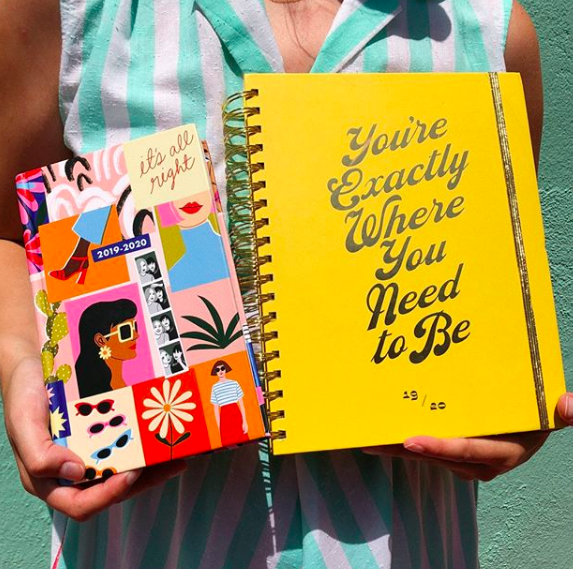 it's all
right
2019-2020
You're
Exactly
Where
You
Need
to Be
19/20